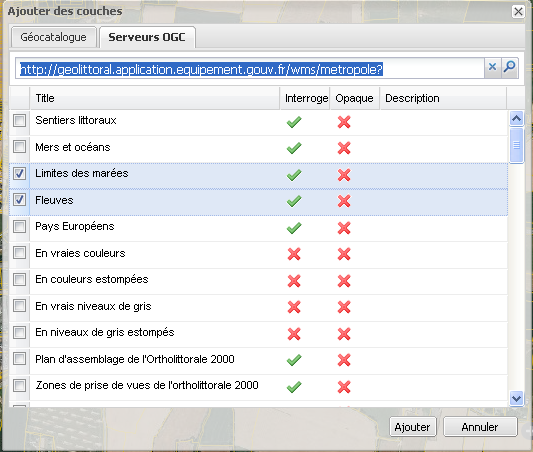 Ajouter des couches
Géocatalogue
Serveurs OGC
http://geolittoral.application.equipement.gouv.fr/wms/metropole?
Title Interroge Opaque Description
Sentiers littoraux
Mers et océans
Limites des marées
Fleuves
Pays Européens
En vraies couleurs
En couleurs estompées
En vrais niveaux de gris
En niveaux de gris estompés
Plan d'assemblage de l'Ortholittorale 2000
Zones de prise de vues de l'ortholittorale 2000
Ajouter Annuler